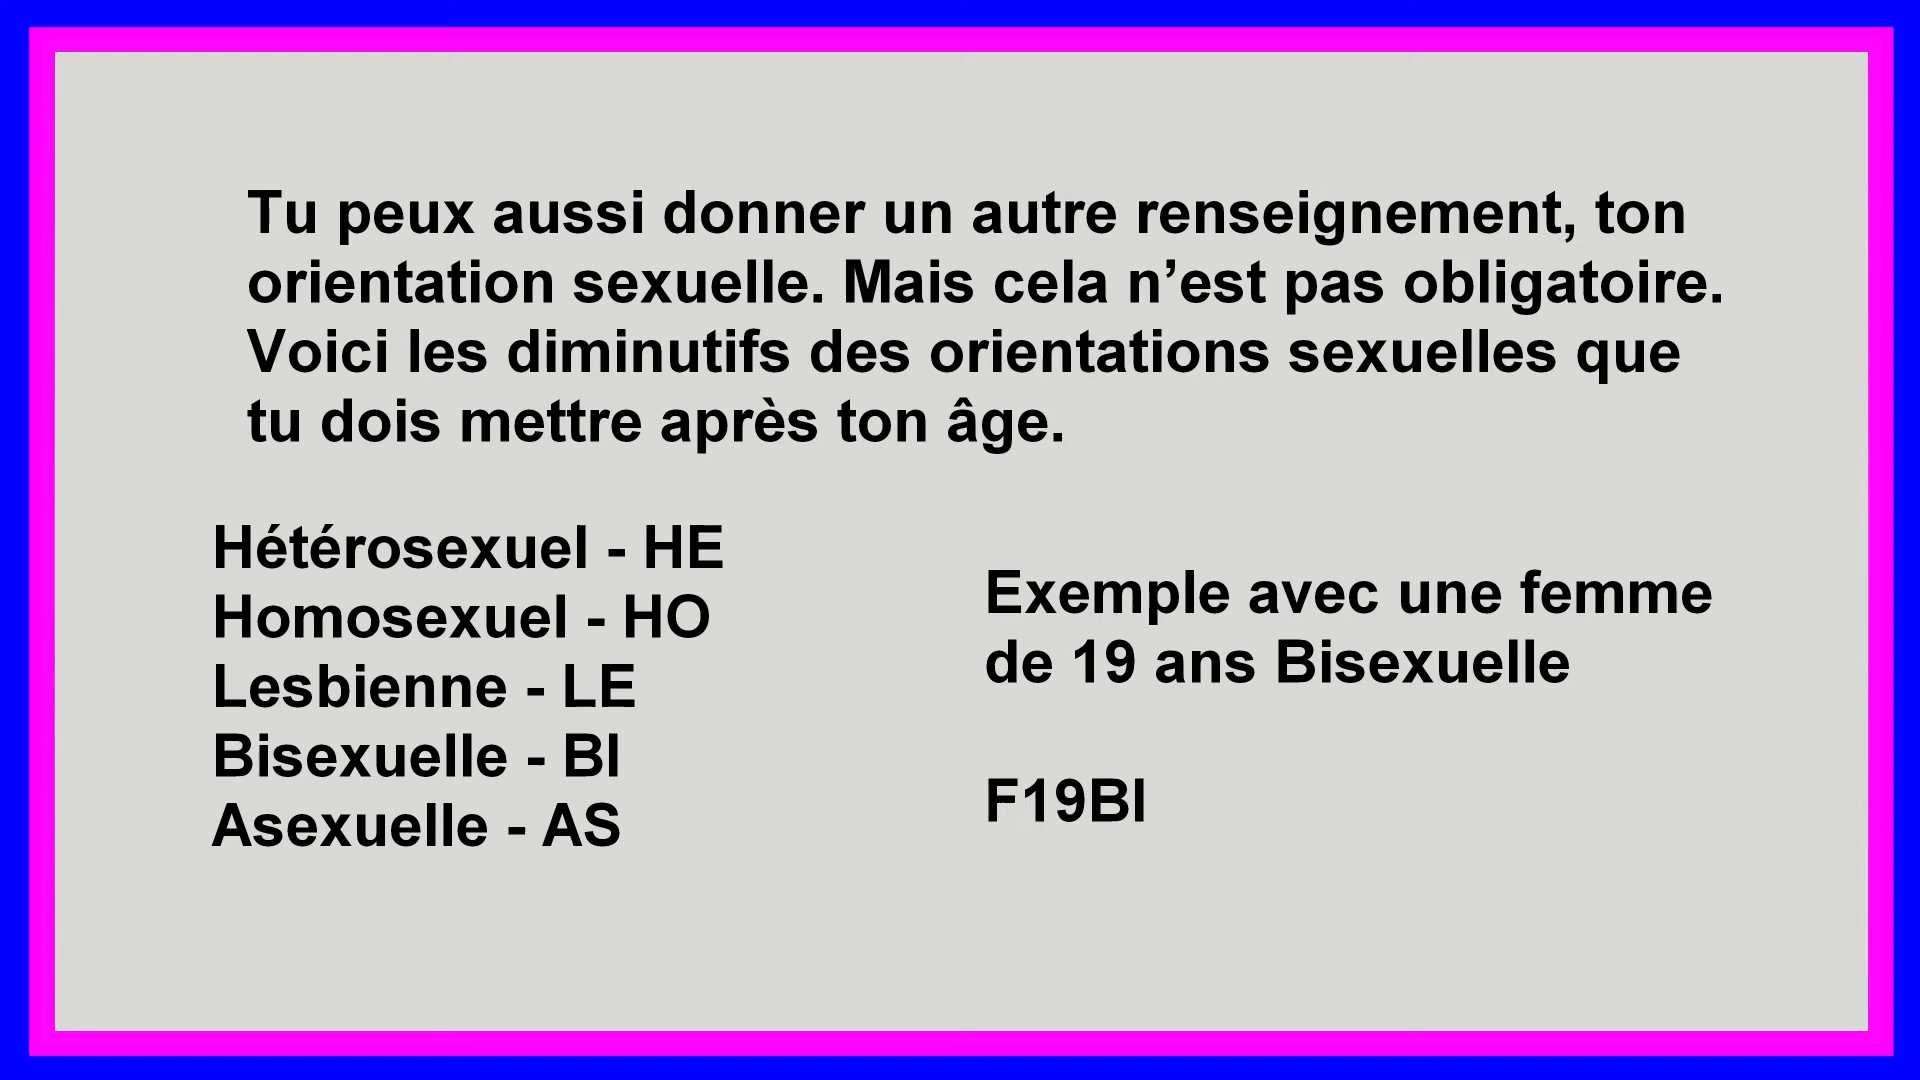 Tu peux aussi donner un autre renseignement, ton
orientation sexuelle. Mais cela n’est pas obligatoire.
Voici les diminutifs des orientations sexuelles que
tu dois mettre après ton âge.
Hétérosexuel - HE
Homosexuel - HO
Lesbienne - LE
Bisexuelle - BI
Asexuelle - AS
Exemple avec une femme
de 19 ans Bisexuelle
F19BI